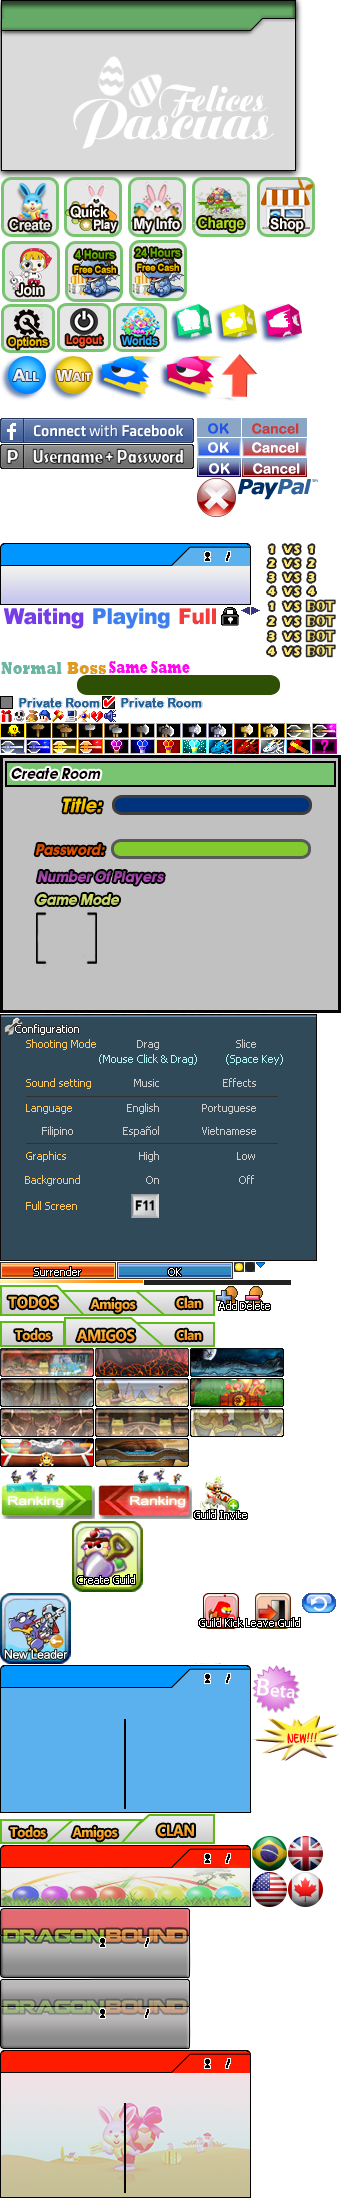 Felices
Pascuas
Create
Quick
Play
My Info
Charge
Shop
Join
4 Hours
Free Cash
24 Hours
Free Cash
Options
Logout
Worlds
ALL
WAIT
f Connect with Facebook
P Username + Password
OK Cancel
OK Cancel
OK Cancel
PayPal
/
1 VS 1
2 VS 2
3 VS 3
4 VS 4
1 VS BOT
2 VS BOT
3 VS BOT
4 VS BOT
Waiting Playing Full
Normal Boss Same Same
Private Room Private Room
?
Create Room
Title:
Password:
Number Of Players
Game Mode
Configuration
Shooting Mode Drag Slice
(Mouse Click & Drag) (Space Key)
Sound setting Music Effects
Language English Portuguese
Filipino Español Vietnamese
Graphics High Low
Background On Off
Full Screen F11
Surrender OK
TODOS Amigos Clan
Add Delete
Todos AMIGOS Clan
Ranking Ranking
Guild Invite
Create Guild
New Leader
Guild Kick Leave Guild
/
Beta
NEW!!!
Todos Amigos CLAN
/
DRAGONBOUND
/
DRAGONBOUND
/
/